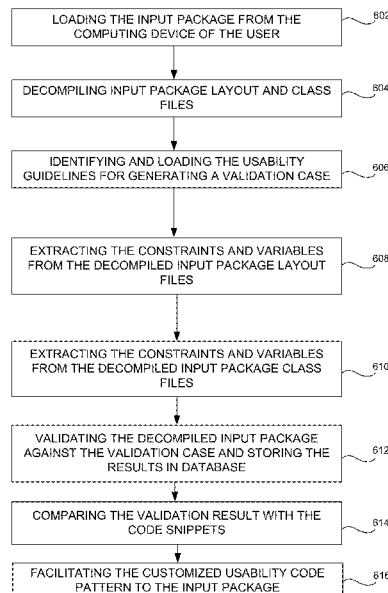 LOADING THE INPUT PACKAGE FROM THE
COMPUTING DEVICE OF THE USER
602
DECOMPILING INPUT PACKAGE LAYOUT AND CLASS
FILES
604
IDENTIFYING AND LOADING THE USABILITY
GUIDELINES FOR GENERATING A VALIDATION CASE
606
EXTRACTING THE CONSTRAINTS AND VARIABLES
FROM THE DECOMPILED INPUT PACKAGE LAYOUT
FILES
608
EXTRACTING THE CONSTRAINTS AND VARIABLES
FROM THE DECOMPILED INPUT PACKAGE CLASS
FILES
610
VALIDATING THE DECOMPILED INPUT PACKAGE
AGAINST THE VALIDATION CASE AND STORING THE
RESULTS IN DATABASE
612
COMPARING THE VALIDATION RESULT WITH THE
CODE SNIPPETS
614
FACILITATING THE CUSTOMIZED USABILITY CODE
PATTERN TO THE INPUT PACKAGE
616